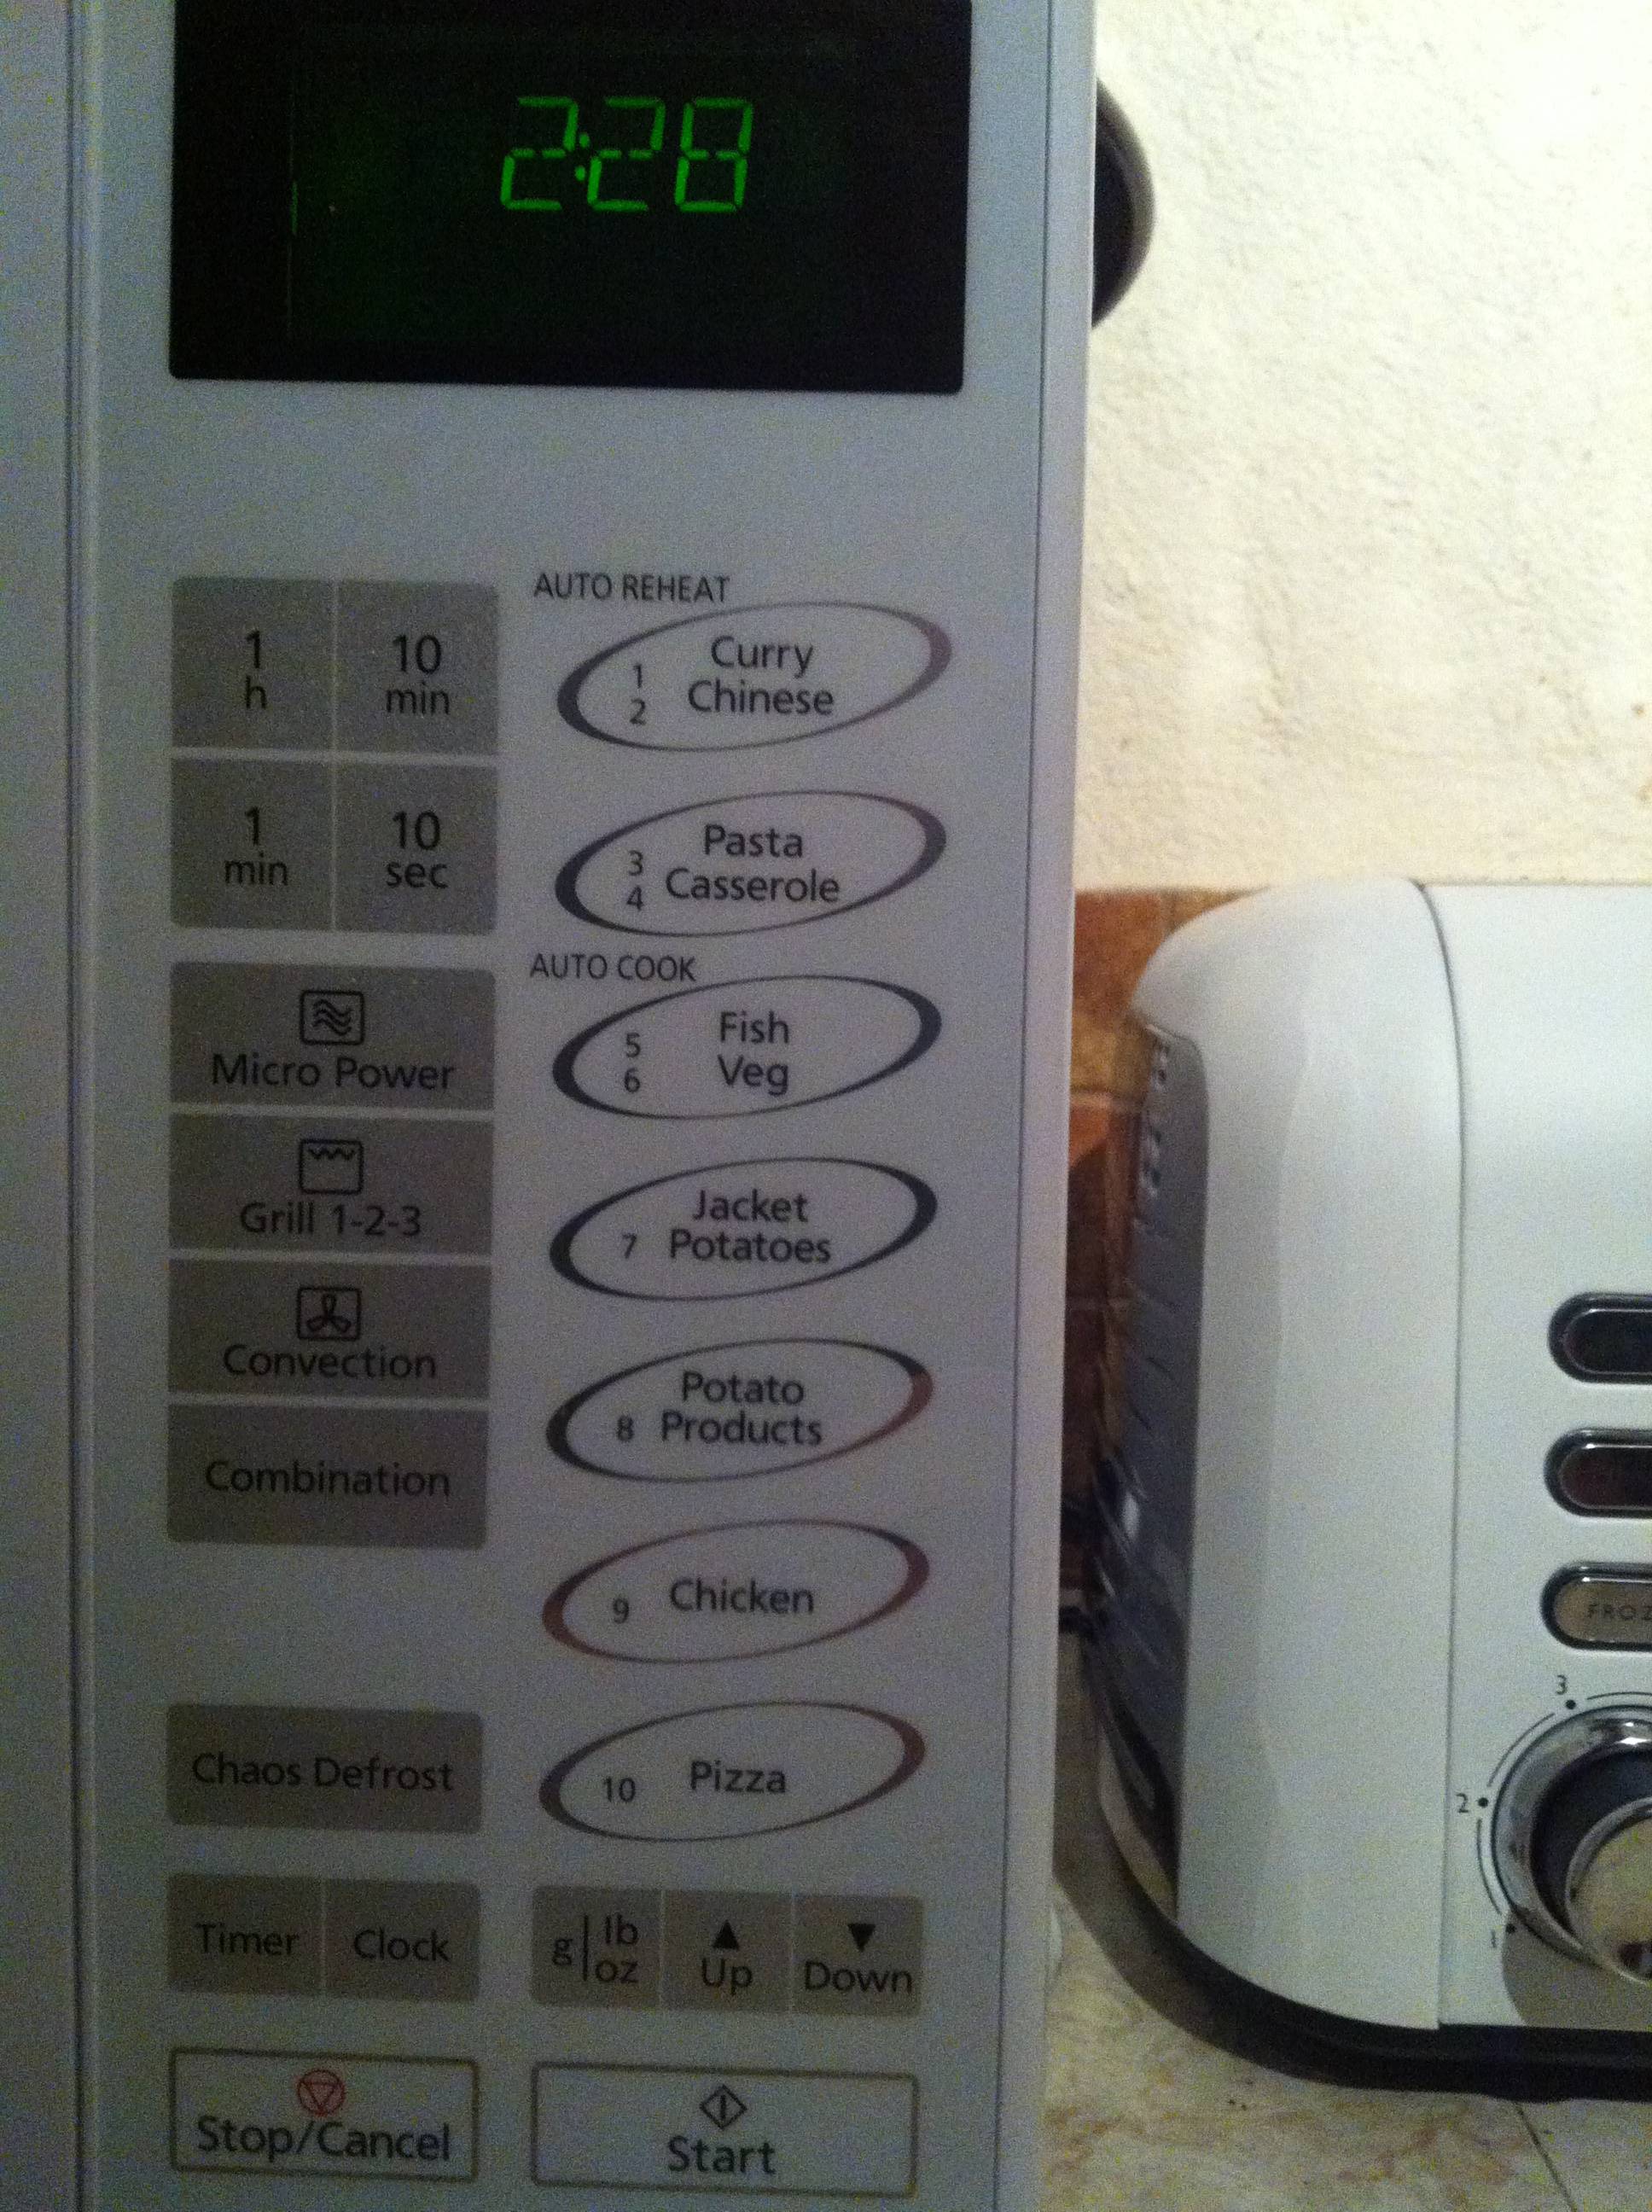 2:28
1
h
10
min
1
min
10
sec
Micro Power
Grill 1-2-3
Convection
Combination
Chaos Defrost
Timer
Clock
Stop/Cancel
AUTO REHEAT
1 Curry
2 Chinese
3 Pasta
4 Casserole
AUTO COOK
5 Fish
6 Veg
Jacket
7 Potatoes
Potato
8 Products
9 Chicken
10 Pizza
g lb
oz
Up
Down
Start
FROZ
3
2
1